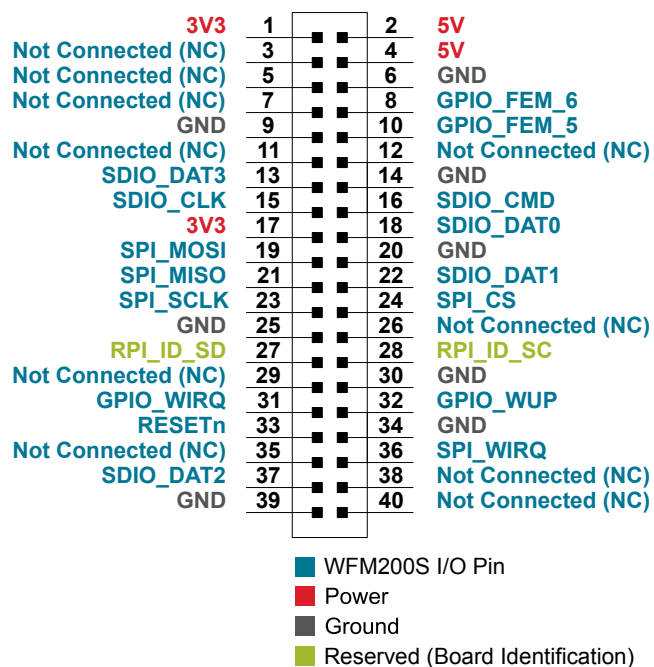 3V3 1 2 5V
Not Connected (NC) 3 4 5V
Not Connected (NC) 5 6 GND
Not Connected (NC) 7 8 GPIO_FEM_6
GND 9 10 GPIO_FEM_5
Not Connected (NC) 11 12 Not Connected (NC)
SDIO_DAT3 13 14 GND
SDIO_CLK 15 16 SDIO_CMD
3V3 17 18 SDIO_DAT0
SPI_MOSI 19 20 GND
SPI_MISO 21 22 SDIO_DAT1
SPI_SCLK 23 24 SPI_CS
GND 25 26 Not Connected (NC)
RPI_ID_SD 27 28 RPI_ID_SC
Not Connected (NC) 29 30 GND
GPIO_WIRQ 31 32 GPIO_WUP
RESETn 33 34 GND
Not Connected (NC) 35 36 SPI_WIRQ
SDIO_DAT2 37 38 Not Connected (NC)
GND 39 40 Not Connected (NC)
WFM200S I/O Pin
Power
Ground
Reserved (Board Identification)